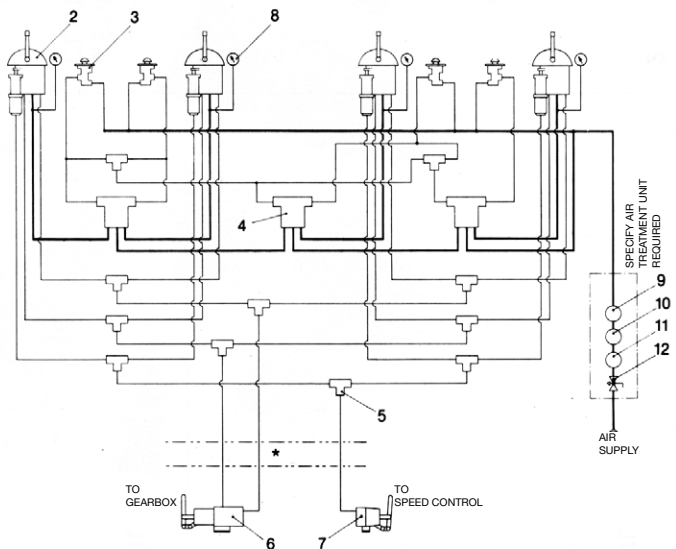 2
3
8
4
SPECIFY AIR
TREATMENT UNIT
REQUIRED
9
10
11
12
5
AIR
SUPPLY
*
TO
GEARBOX
TO
SPEED CONTROL
6
7